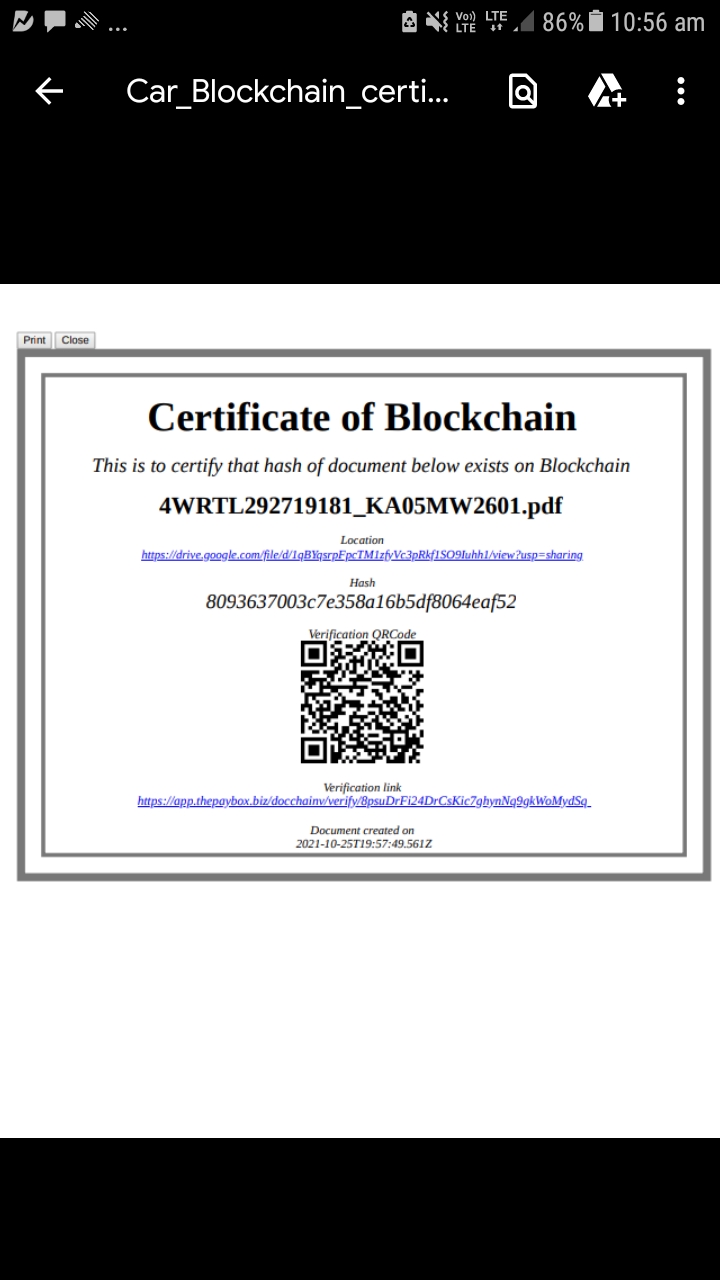 ... Vo) LTE LTE 86% 10:56 am
Car_Blockchain_certi...
Print Close
Certificate of Blockchain
This is to certify that hash of document below exists on Blockchain
4WRTL292719181_KA05MW2601.pdf
Location
https://drive.google.com/file/d/1qBYqsrpFpcTM1zfyVc3pRkf1SO9Iuhh1/view?usp=sharing
Hash
8093637003c7e358a16b5df8064eaf52
Verification QRCode
Verification link
https://app.thepaybox.biz/docchainv/verify/8psuDrFi24DrCsKic7ghynNq9gkWoMydSq
Document created on
2021-10-25T19:57:49.561Z